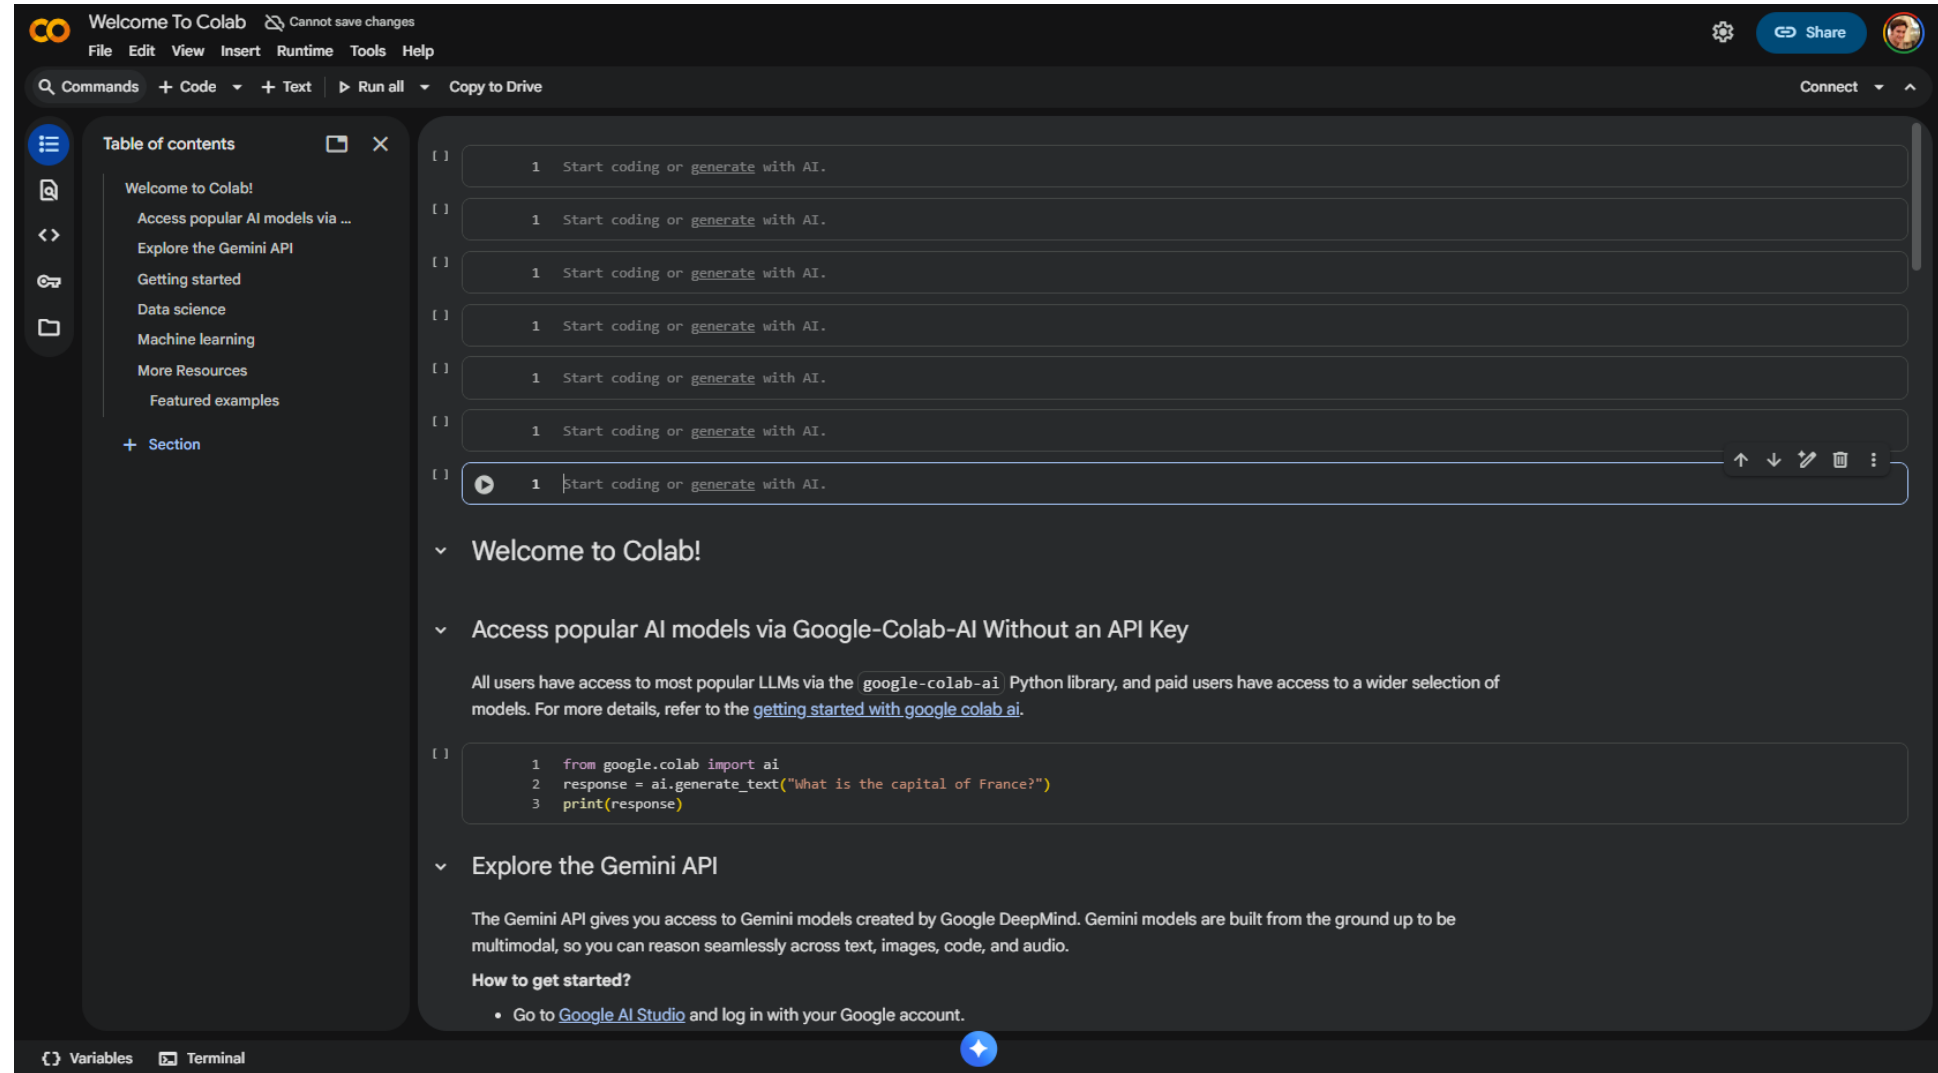 Welcome To Colab Cannot save changes
File Edit View Insert Runtime Tools Help
Share
Commands + Code + Text Run all Copy to Drive
Connect
Table of contents
Welcome to Colab!
Access popular AI models via ...
Explore the Gemini API
Getting started
Data science
Machine learning
More Resources
Featured examples
+ Section
[ ] 1 Start coding or generate with AI.
[ ] 1 Start coding or generate with AI.
[ ] 1 Start coding or generate with AI.
[ ] 1 Start coding or generate with AI.
[ ] 1 Start coding or generate with AI.
[ ] 1 Start coding or generate with AI.
[ ] 1 Start coding or generate with AI.
Welcome to Colab!
Access popular AI models via Google-Colab-AI Without an API Key
All users have access to most popular LLMs via the google-colab-ai Python library, and paid users have access to a wider selection of
models. For more details, refer to the getting started with google colab ai.
[ ] 1 from google.colab import ai
2 response = ai.generate_text("What is the capital of France?")
3 print(response)
Explore the Gemini API
The Gemini API gives you access to Gemini models created by Google DeepMind. Gemini models are built from the ground up to be
multimodal, so you can reason seamlessly across text, images, code, and audio.
How to get started?
• Go to Google AI Studio and log in with your Google account.
{} Variables Terminal